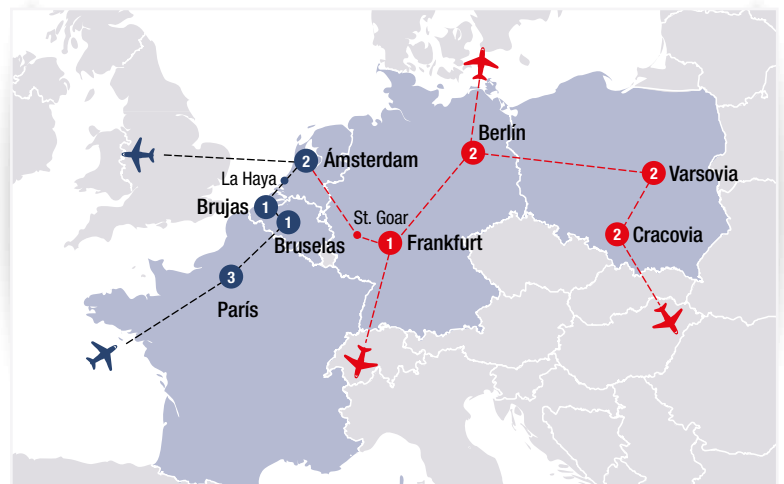 Berlín
2
2
Ámsterdam
2
Varsovia
La Haya
Brujas
1
St. Goar
1
Bruselas
1
Frankfurt
2
Cracovia
3
París